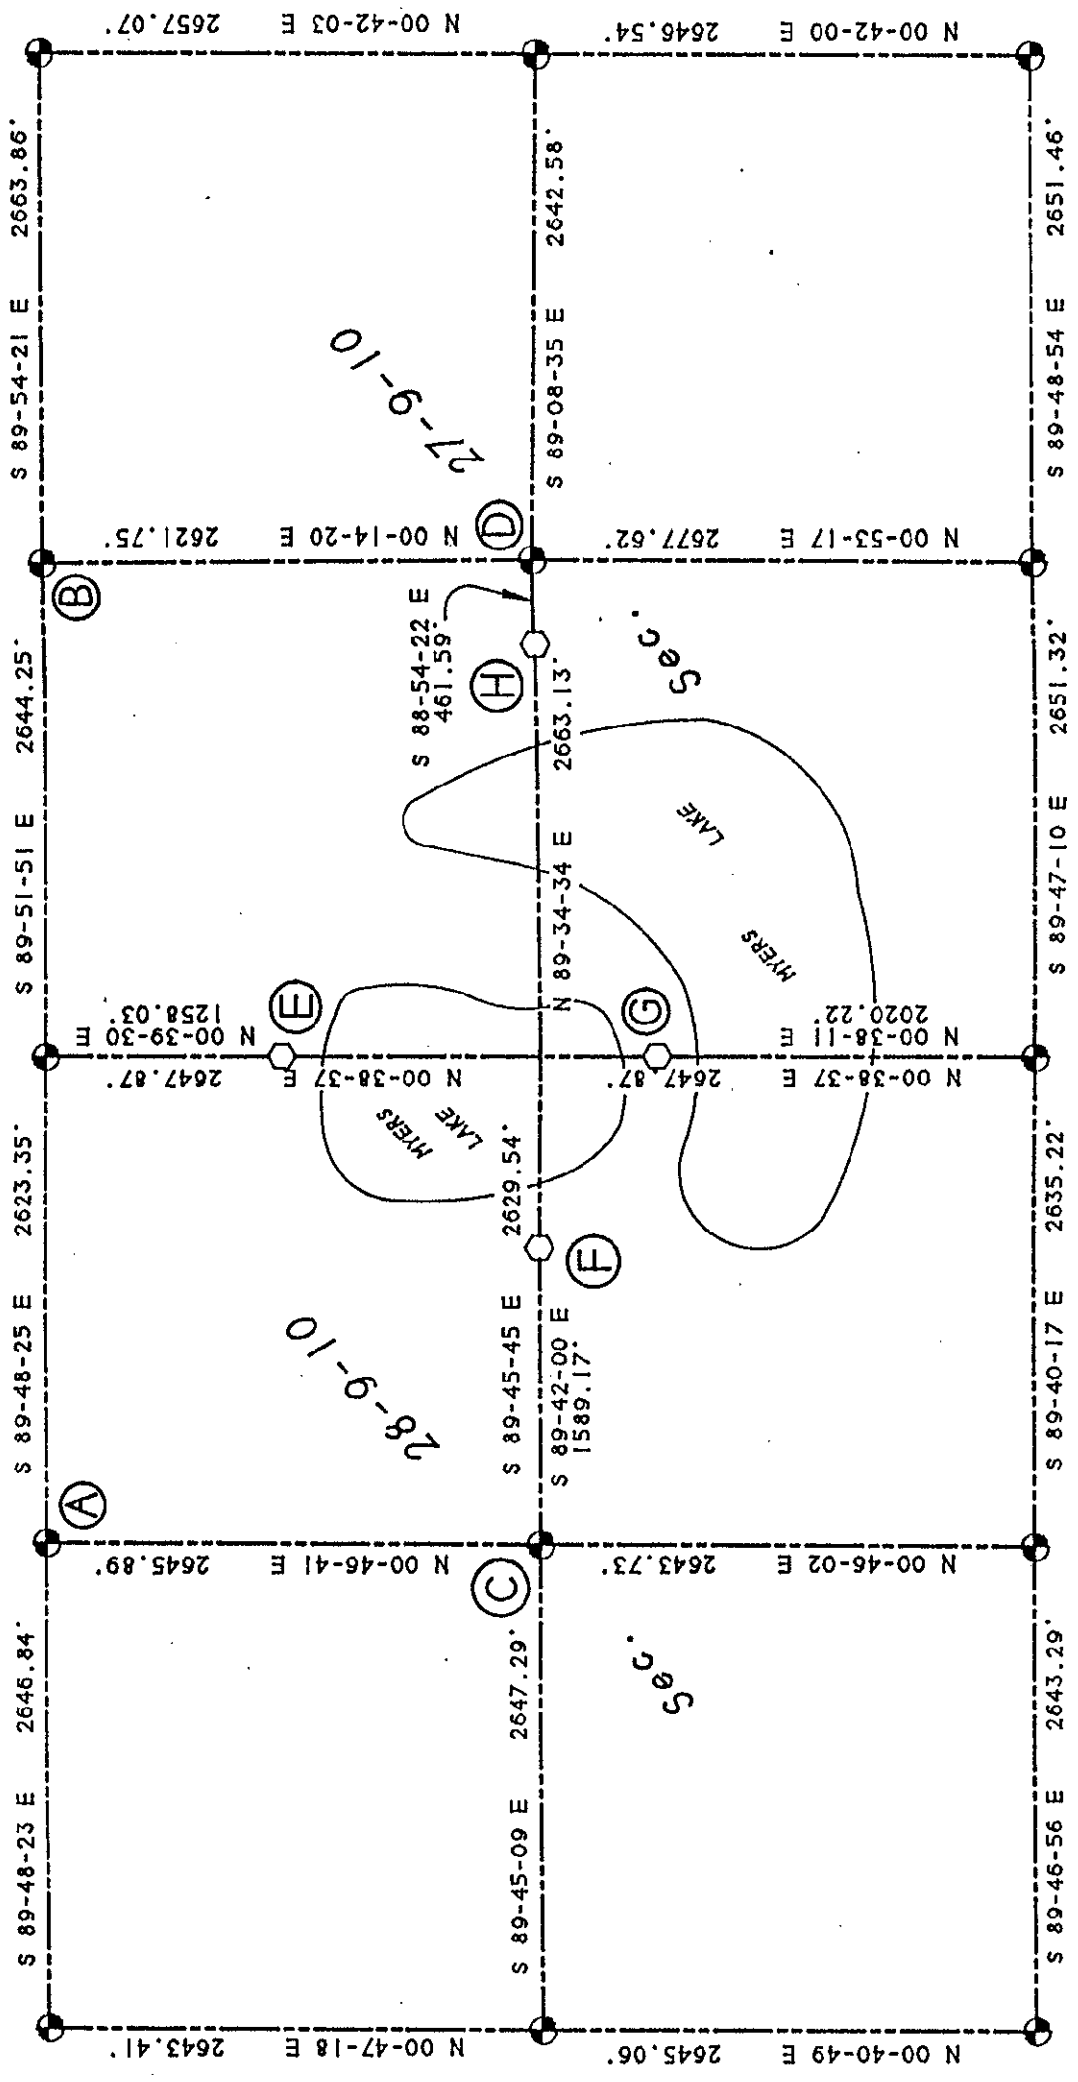 S 89-48-23 E 2646.84'
S 89-48-25 E 2623.35'
S 89-51-51 E 2644.25'
S 89-54-21 E 2663.86'
N 00-47-18 E 2643.41'
A
N 00-46-41 E 2645.89'
28-9-10
N 00-38-37 E 2647.87'
N 00-39-30 E
1258.03'
E
MYERS
LAKE
B
N 00-14-20 E 2621.75'
27-9-10
N 00-42-03 E 2657.07'
S 88-54-22 E
461.59'
C
H
D
S 89-45-09 E 2647.29'
S 89-45-45 E 2629.54'
S 89-42-00 E
1589.17'
F
N 89-34-34 E 2663.13'
S 89-08-35 E 2642.58'
N 00-40-49 E 2645.06'
Sec.
N 00-46-02 E 2643.73'
N 00-38-37 E 2647.87'
G
N 00-38-11 E
2020.22'
MYERS LAKE
Sec.
N 00-53-17 E 2677.62'
N 00-42-00 E 2646.54'
S 89-46-56 E 2643.29'
S 89-40-17 E 2635.22'
S 89-47-10 E 2651.32'
S 89-48-54 E 2651.46'